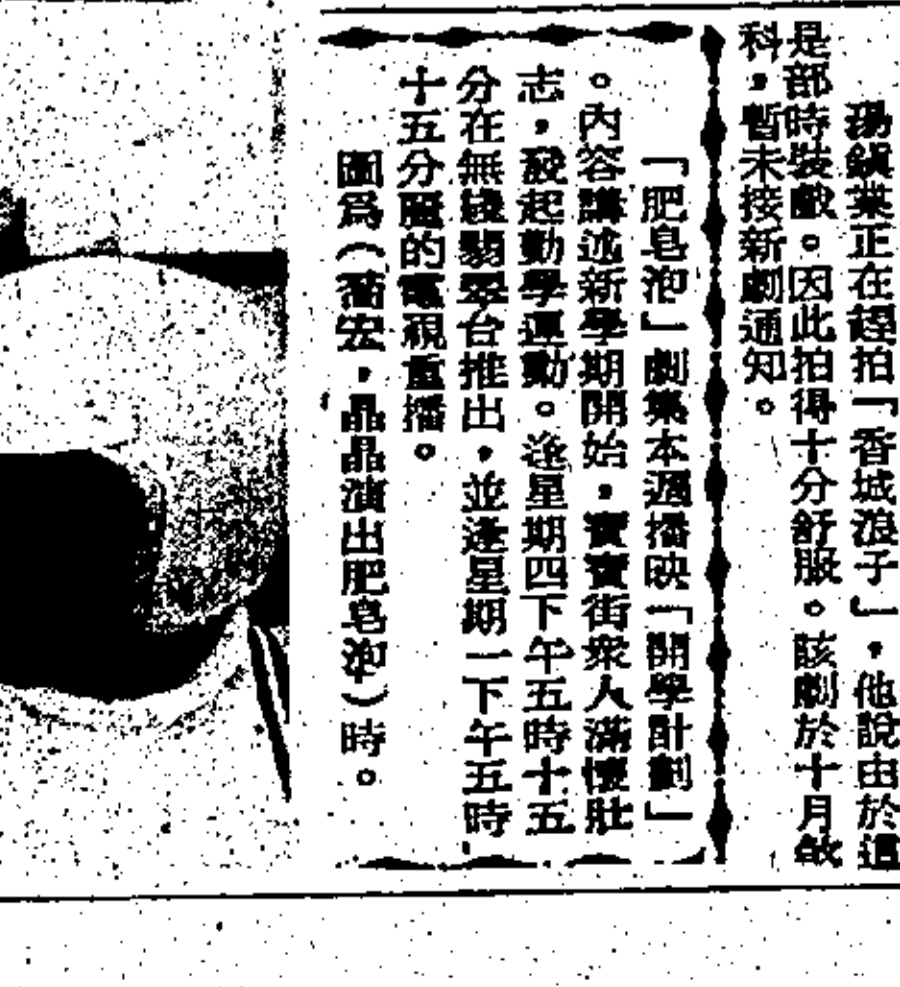 湯鎮業正在趕拍「香城浪子」，他說由於這
是部時裝戲。因此拍得十分舒服。該劇於十月煞
科，暫未接新劇通知。
「肥皂泡」劇集本週播映「開學計劃」
。內容講述新學期開始，寶寶街衆人滿懷壯
志，發起勤學運動。逢星期四下午五時十五
分在無綫翡翠台推出，並逢星期一下午五時
十五分 的電視重播。
圖爲（喬宏，晶晶演出肥皂泡）時。